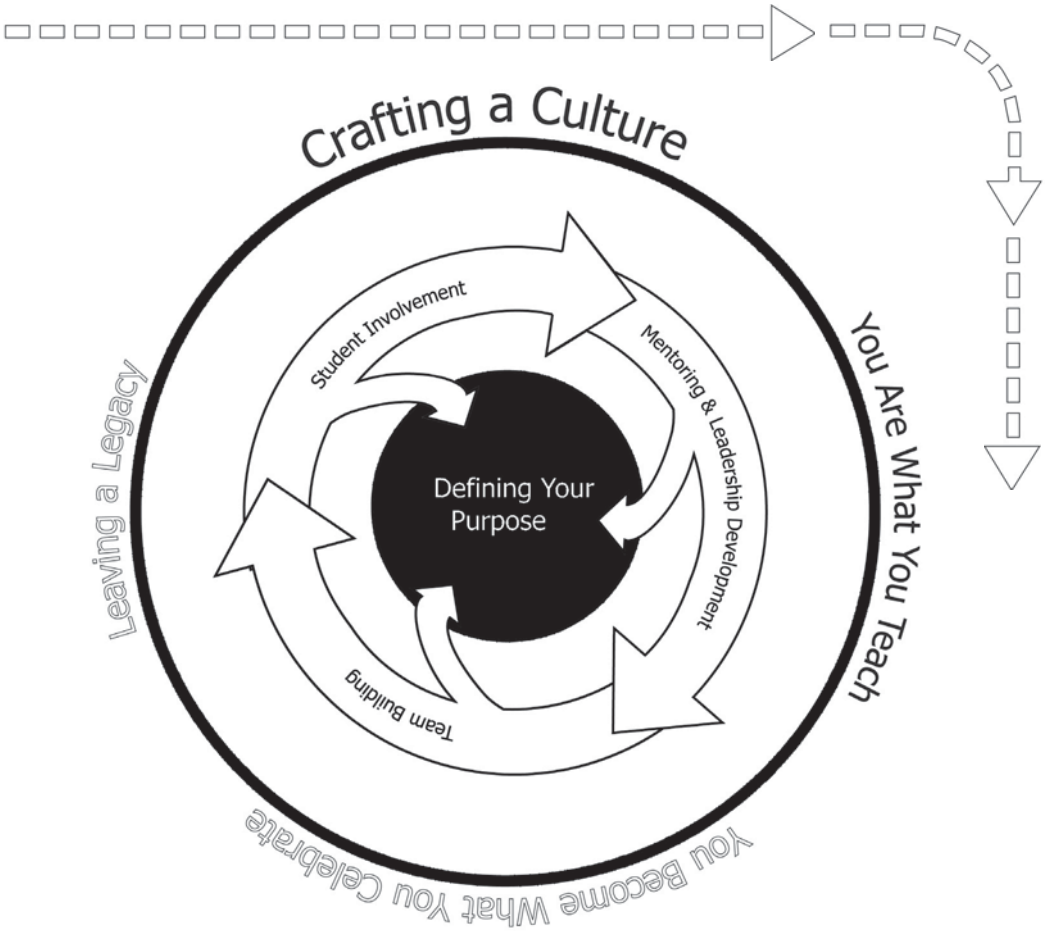 Crafting a Culture
Student Involvement
Mentoring & Leadership Development
You Are What You Teach
Leaving a Legacy
Defining Your
Purpose
Team Building
You Become What You Celebrate